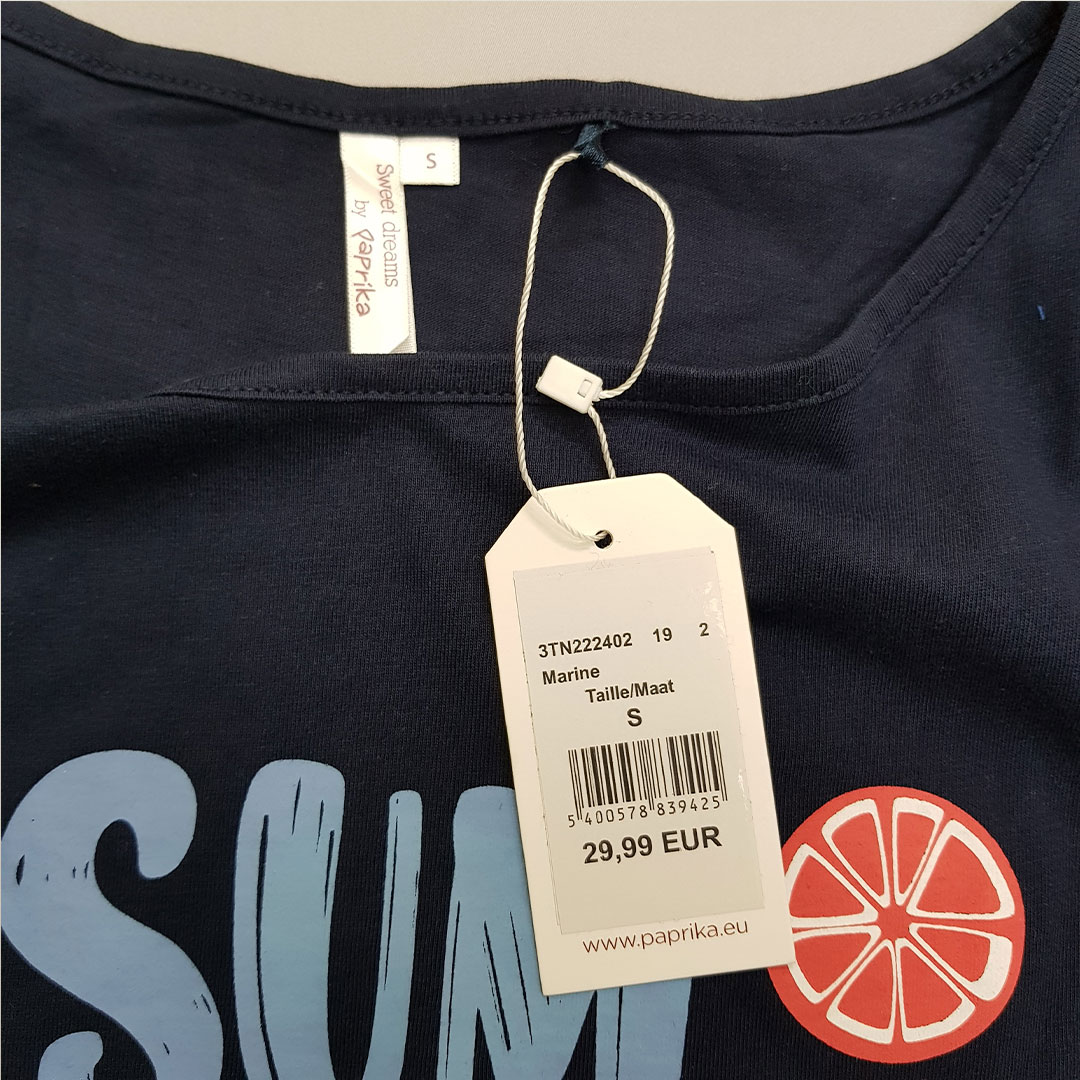 S
Sweet dreams
by paprika
3TN222402 19 2
Marine
Taille/Maat
S
5 400578 839425
29,99 EUR
www.paprika.eu
SUM